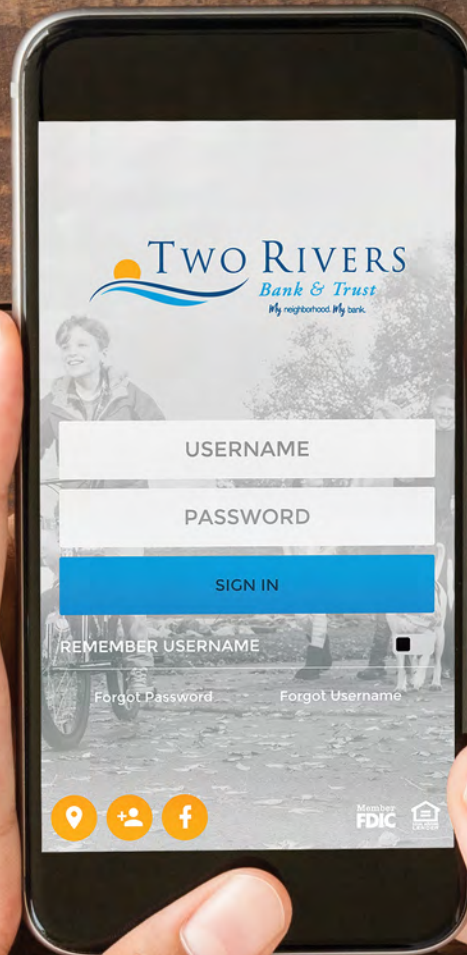 TWO RIVERS
Bank & Trust
My neighborhood. My bank.
USERNAME
PASSWORD
SIGN IN
REMEMBER USERNAME
Forgot Password Forgot Username
f
Member
FDIC